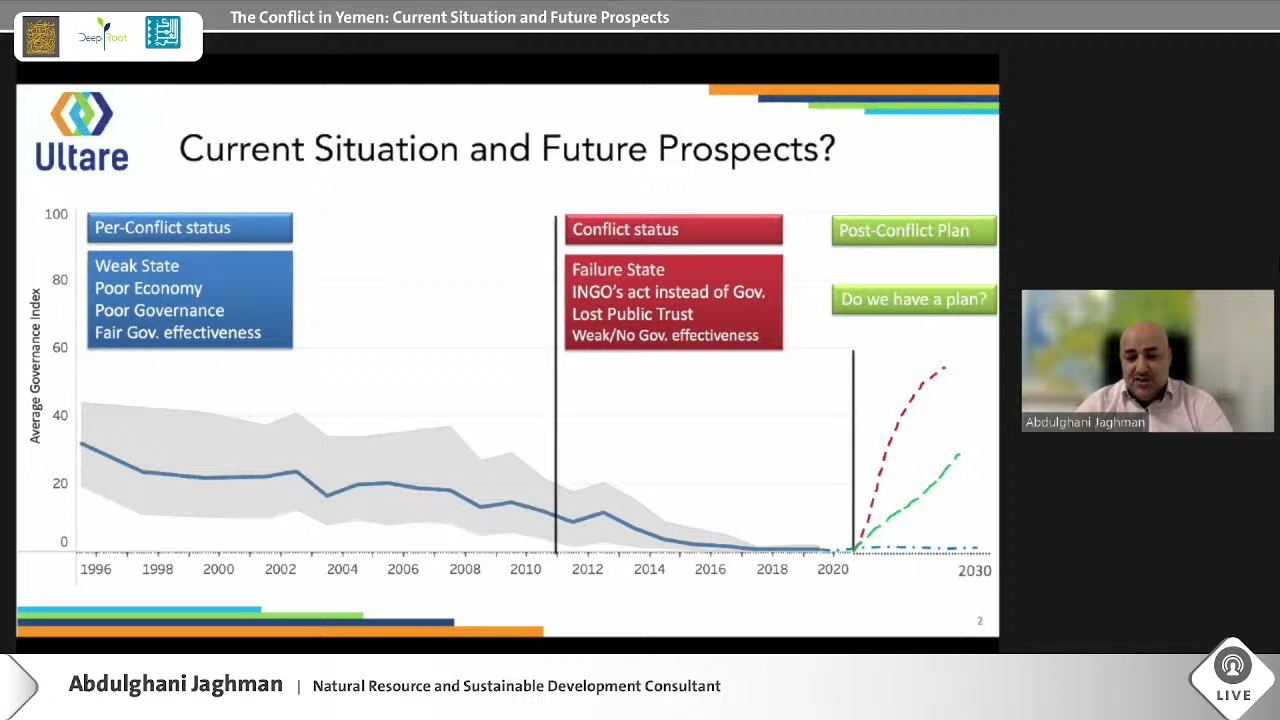 The Conflict in Yemen: Current Situation and Future Prospects
DeepRoot
Ultare
Current Situation and Future Prospects?
Per-Conflict status
Weak State
Poor Economy
Poor Governance
Fair Gov. effectiveness
Conflict status
Failure State
INGO's act instead of Gov.
Lost Public Trust
Weak/No Gov. effectiveness
Post-Conflict Plan
Do we have a plan?
Average Governance Index
100
80
60
40
20
0
1996 1998 2000 2002 2004 2006 2008 2010 2012 2014 2016 2018 2020 2030
2
Abdulghani Jaghman
Abdulghani Jaghman | Natural Resource and Sustainable Development Consultant
LIVE